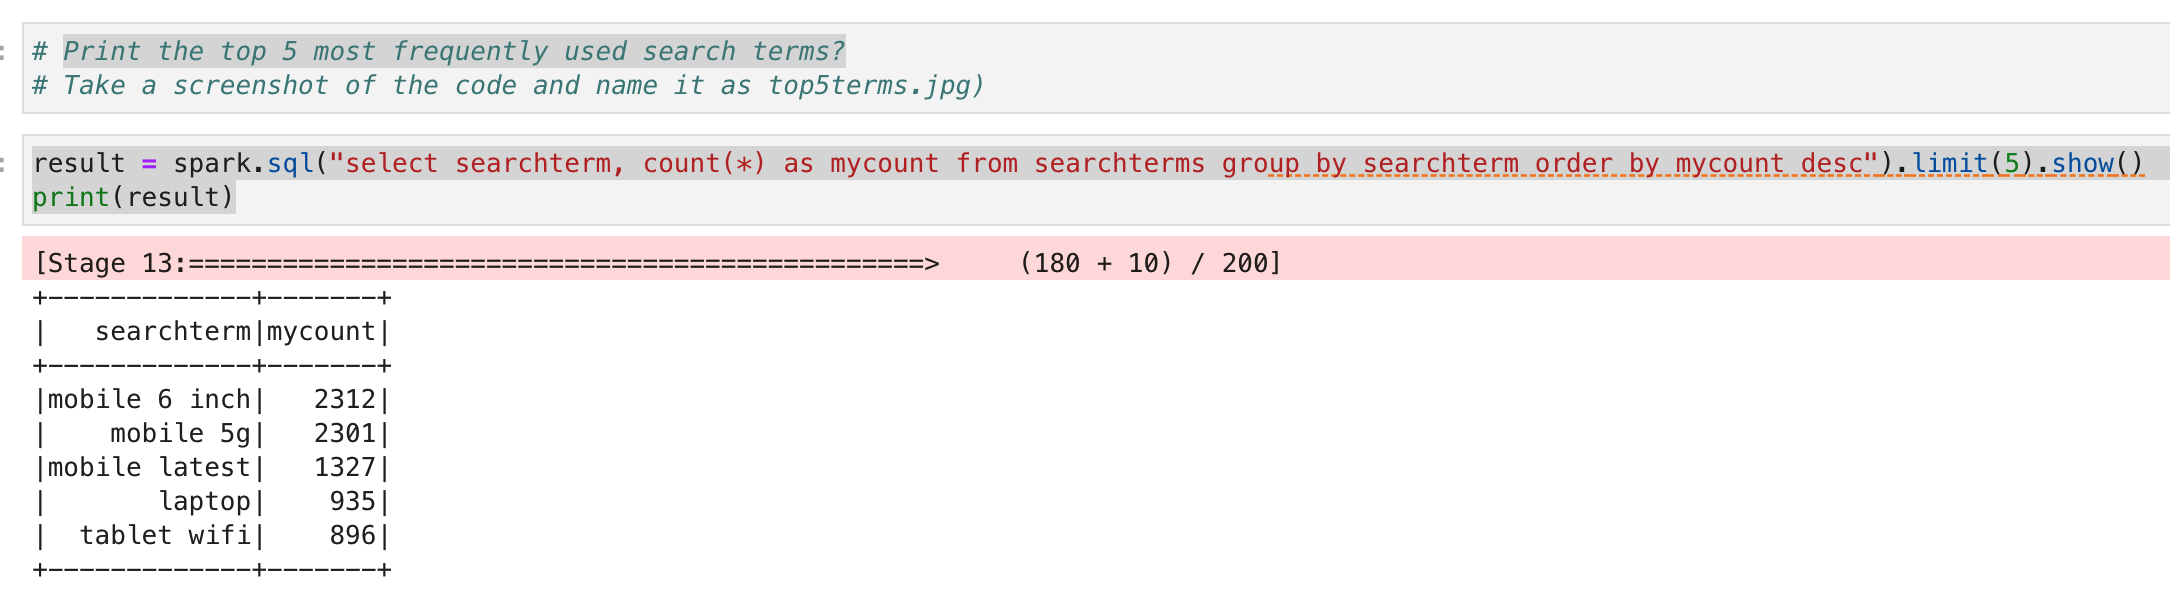 # Print the top 5 most frequently used search terms?
# Take a screenshot of the code and name it as top5terms.jpg)
result = spark.sql("select searchterm, count(*) as mycount from searchterms group by searchterm order by mycount desc").limit(5).show()
print(result)
[Stage 13:===============================================>     (180 + 10) / 200]
+-------------+-------+
|   searchterm|mycount|
+-------------+-------+
|mobile 6 inch|   2312|
|    mobile 5g|   2301|
|mobile latest|   1327|
|       laptop|    935|
|  tablet wifi|    896|
+-------------+-------+